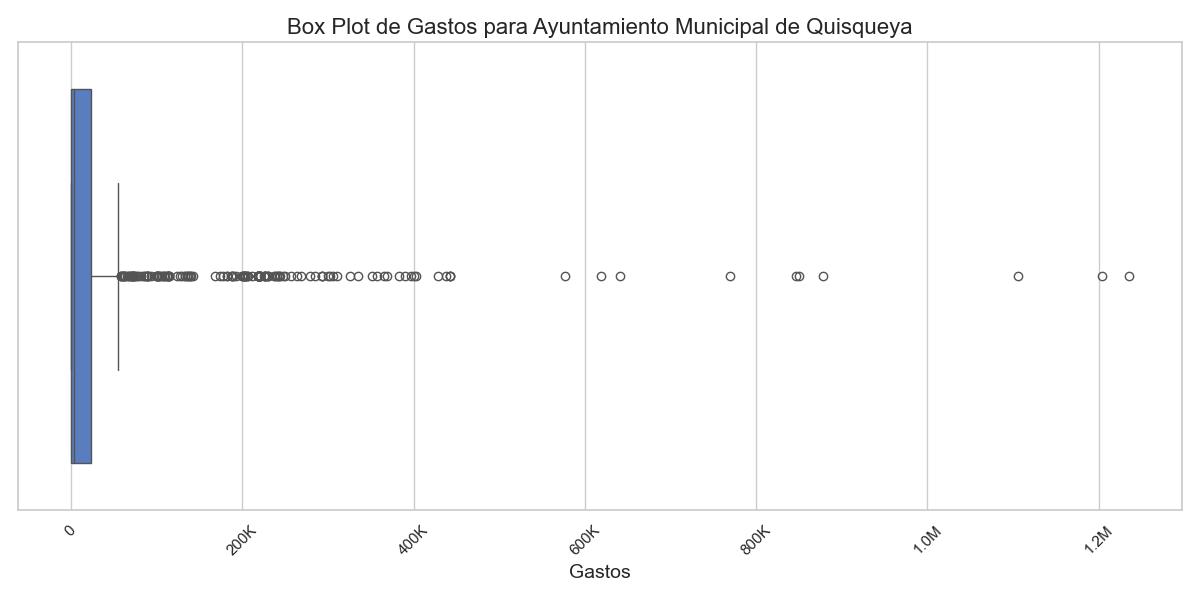 Box Plot de Gastos para Ayuntamiento Municipal de Quisqueya
0
200K
400K
600K
800K
1.0M
1.2M
Gastos